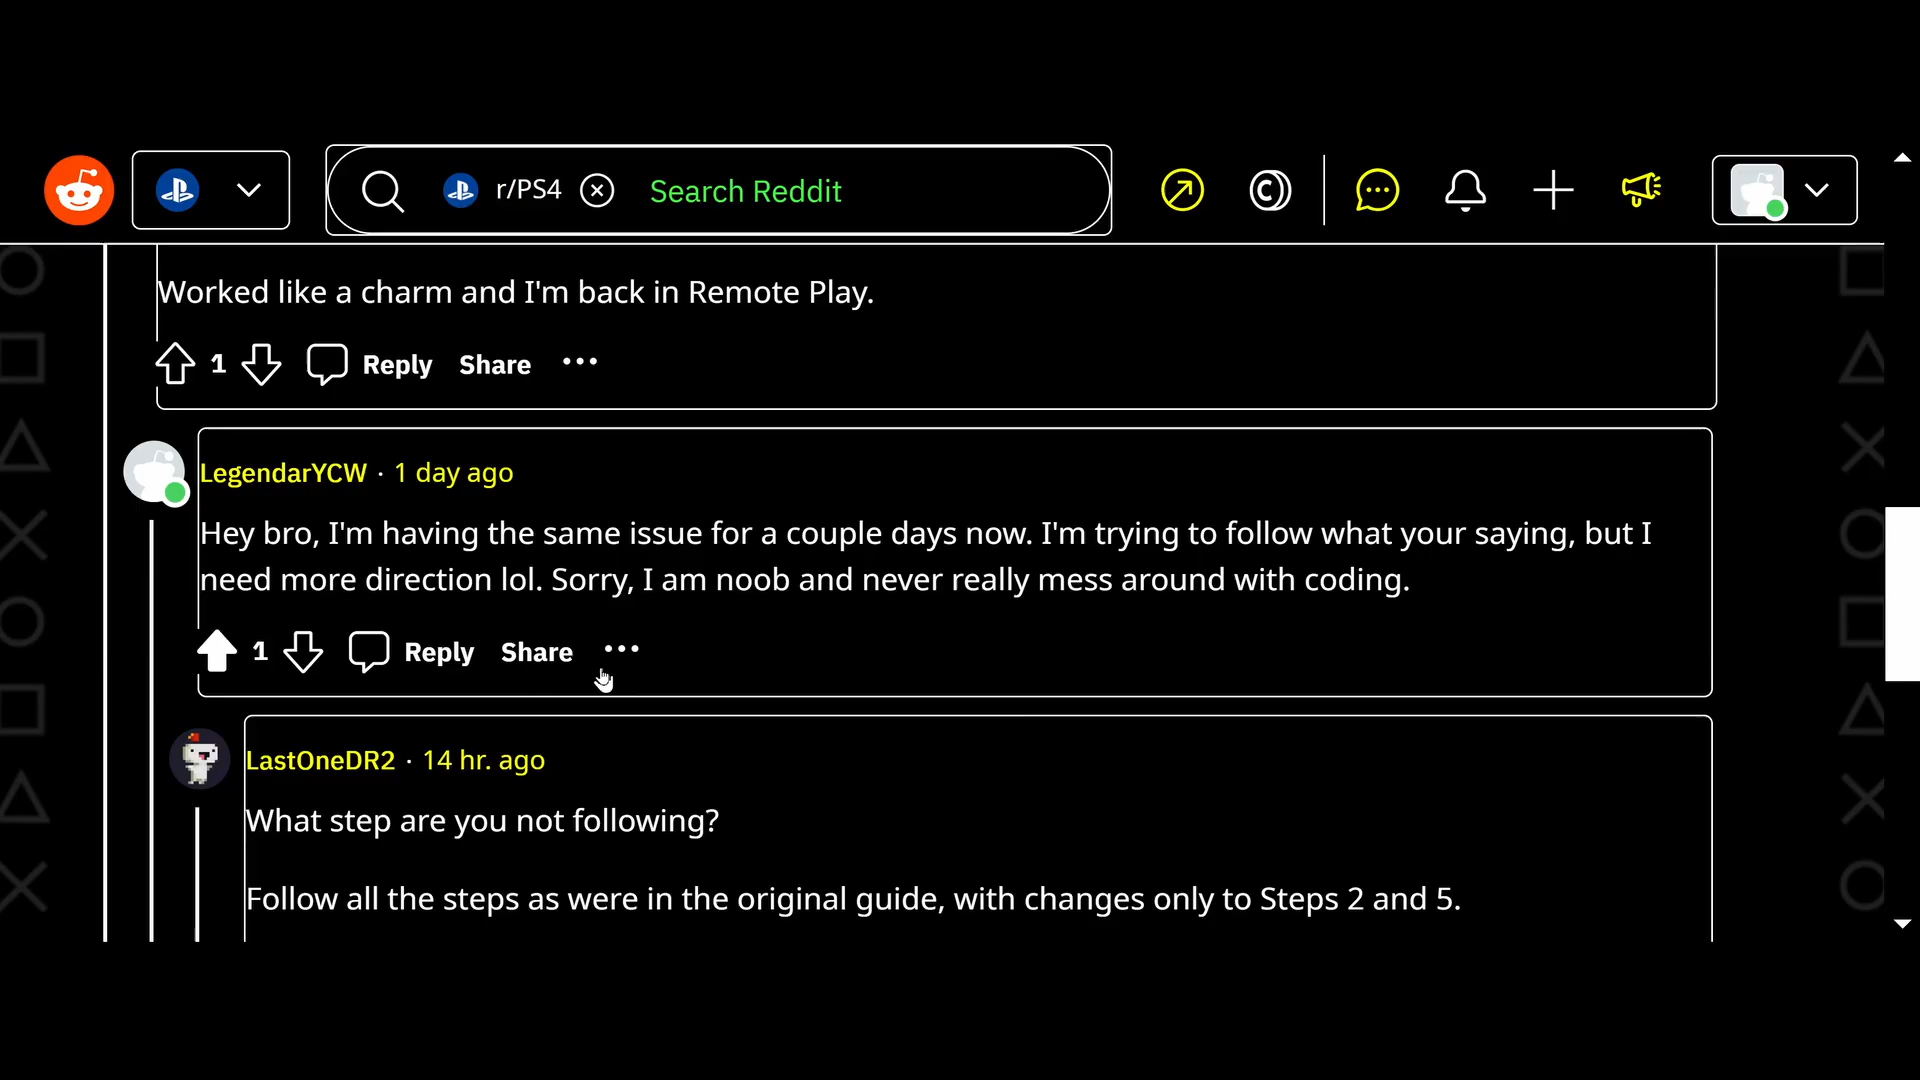 r/PS4 Search Reddit
Worked like a charm and I'm back in Remote Play.
1 Reply Share
LegendarYCW · 1 day ago
Hey bro, I'm having the same issue for a couple days now. I'm trying to follow what your saying, but I
need more direction lol. Sorry, I am noob and never really mess around with coding.
1 Reply Share
LastOneDR2 · 14 hr. ago
What step are you not following?
Follow all the steps as were in the original guide, with changes only to Steps 2 and 5.